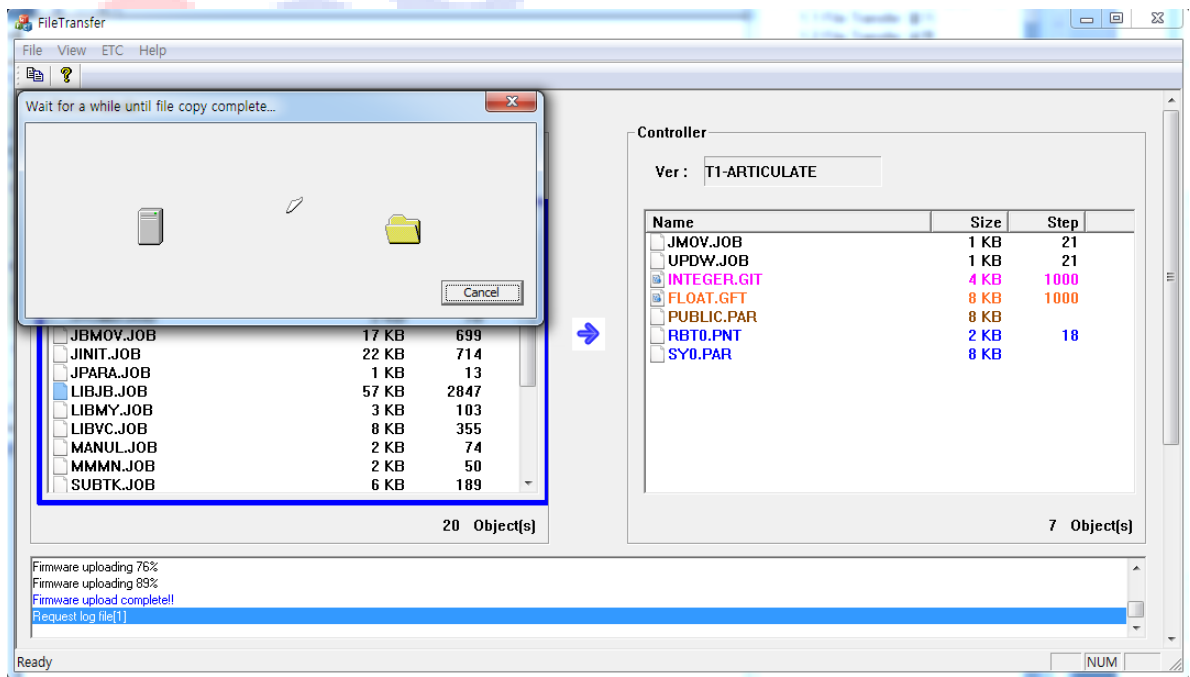 FileTransfer
File View ETC Help
Wait for a while until file copy complete...
Cancel
JBMOV.JOB 17 KB 699
JINIT.JOB 22 KB 714
JPARA.JOB 1 KB 13
LIBJB.JOB 57 KB 2847
LIBMY.JOB 3 KB 103
LIBVC.JOB 8 KB 355
MANUL.JOB 2 KB 74
MMMN.JOB 2 KB 50
SUBTK.JOB 6 KB 189
20 Object(s)
Controller
Ver : T1-ARTICULATE
Name Size Step
JMOV.JOB 1 KB 21
UPDW.JOB 1 KB 21
INTEGER.GIT 4 KB 1000
FLOAT.GFT 8 KB 1000
PUBLIC.PAR 8 KB
RBT0.PNT 2 KB 18
SY0.PAR 8 KB
7 Object(s)
Firmware uploading 76%
Firmware uploading 89%
Firmware upload complete!!
Request log file[1]
Ready
NUM